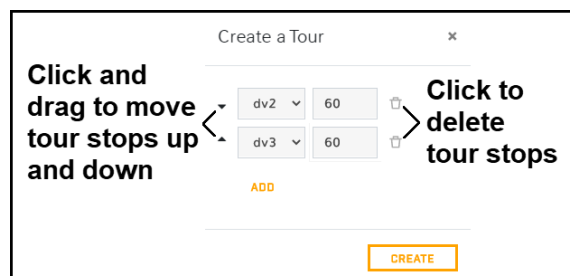 Create a Tour ×
Click and
drag to move
tour stops up
and down
dv2 60
dv3 60
Click to
delete
tour stops
ADD
CREATE